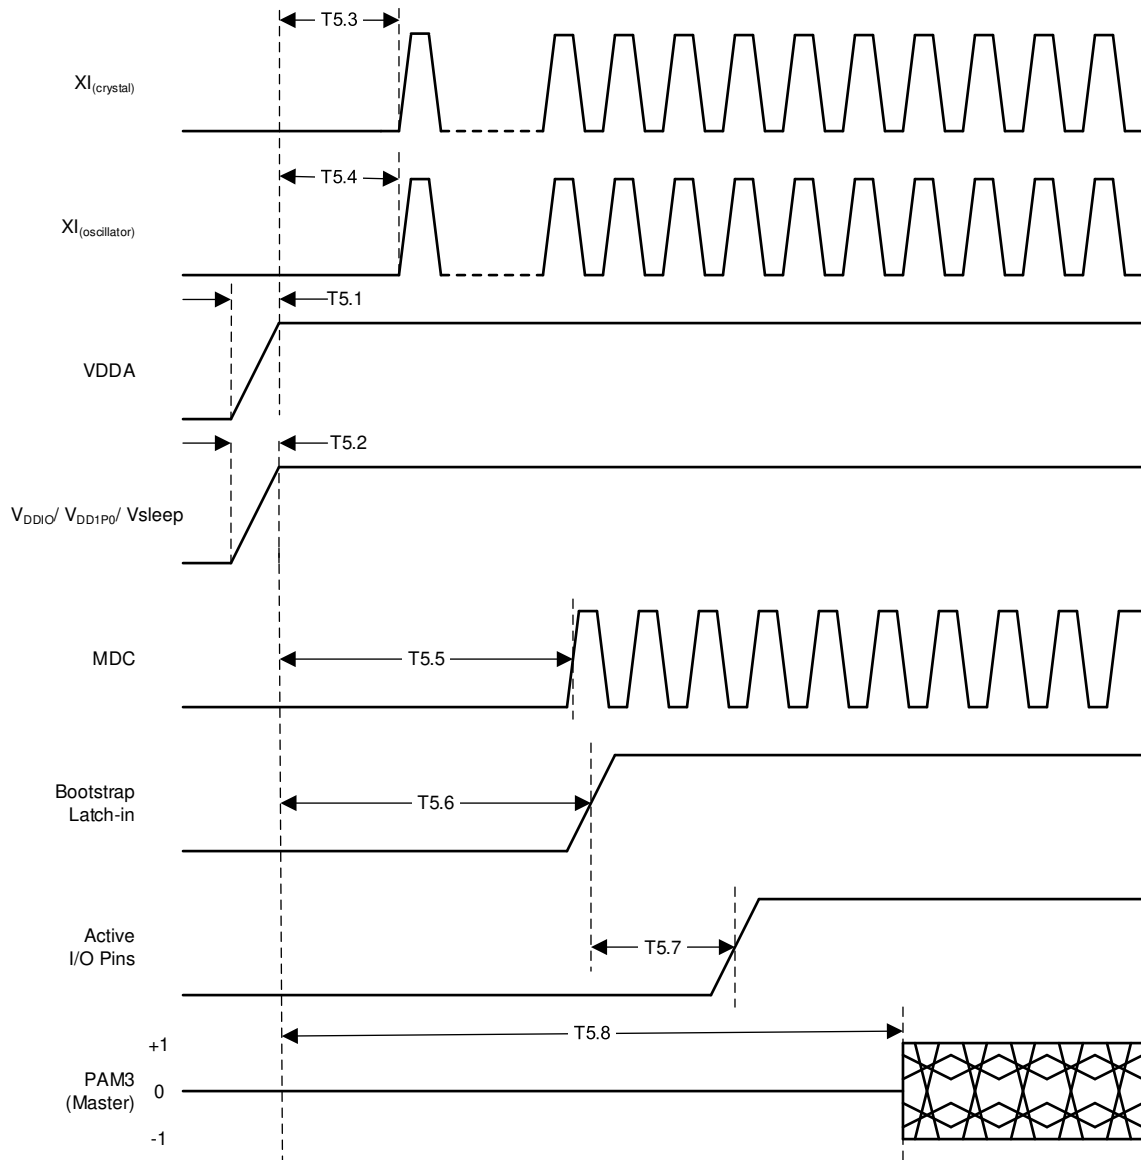 T5.3
XI(crystal)
T5.4
XI(oscillator)
T5.1
VDDA
T5.2
VDDIO/ VDD1P0/ Vsleep
MDC
T5.5
Bootstrap
Latch-in
T5.6
Active
I/O Pins
T5.7
T5.8
+1
PAM3
(Master)
0
-1